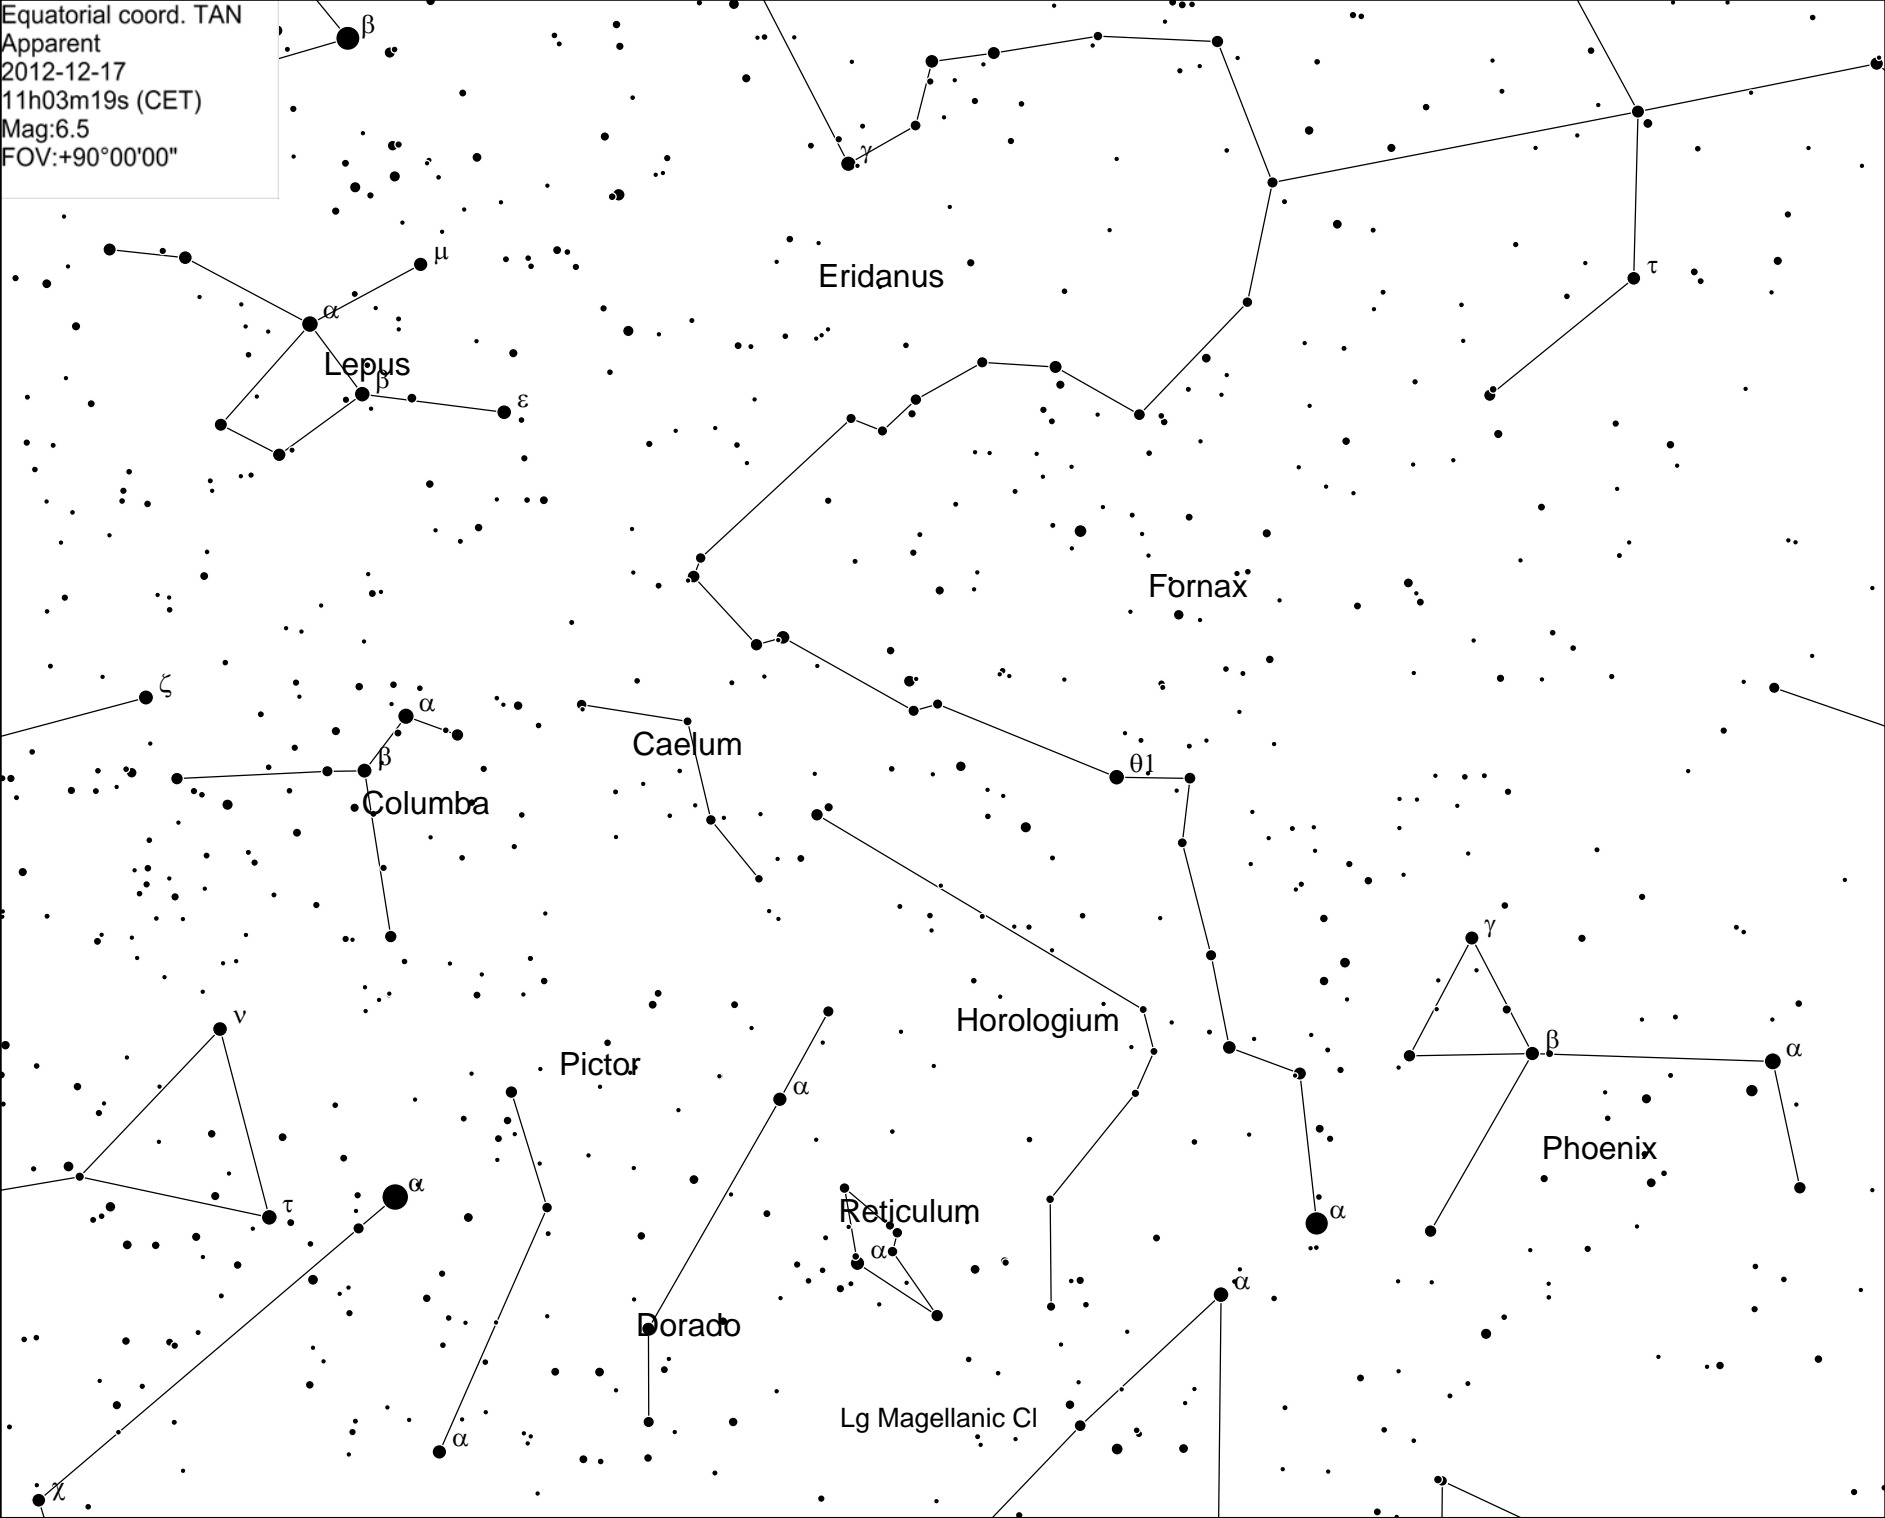 Equatorial coord. TAN
Apparent
2012-12-17
11h03m19s (CET)
Mag:6.5
FOV:+90°00'00"
β
γ
μ
τ
Eridanus
α
Lepus
β
ε
Fornax
ζ
α
Caelum
β
θ1
Columba
γ
ν
Horologium
β
α
Pictor
α
Phoenix
α
τ
Reticulum
α
α
α
Dorado
Lg Magellanic Cl
α
χ